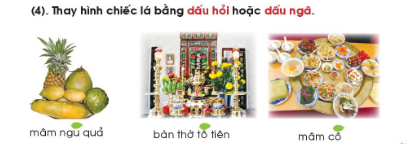 (4). Thay hình chiếc lá bằng dấu hỏi hoặc dấu ngã.
mâm ngu quả
bàn thờ tô tiên
mâm cô